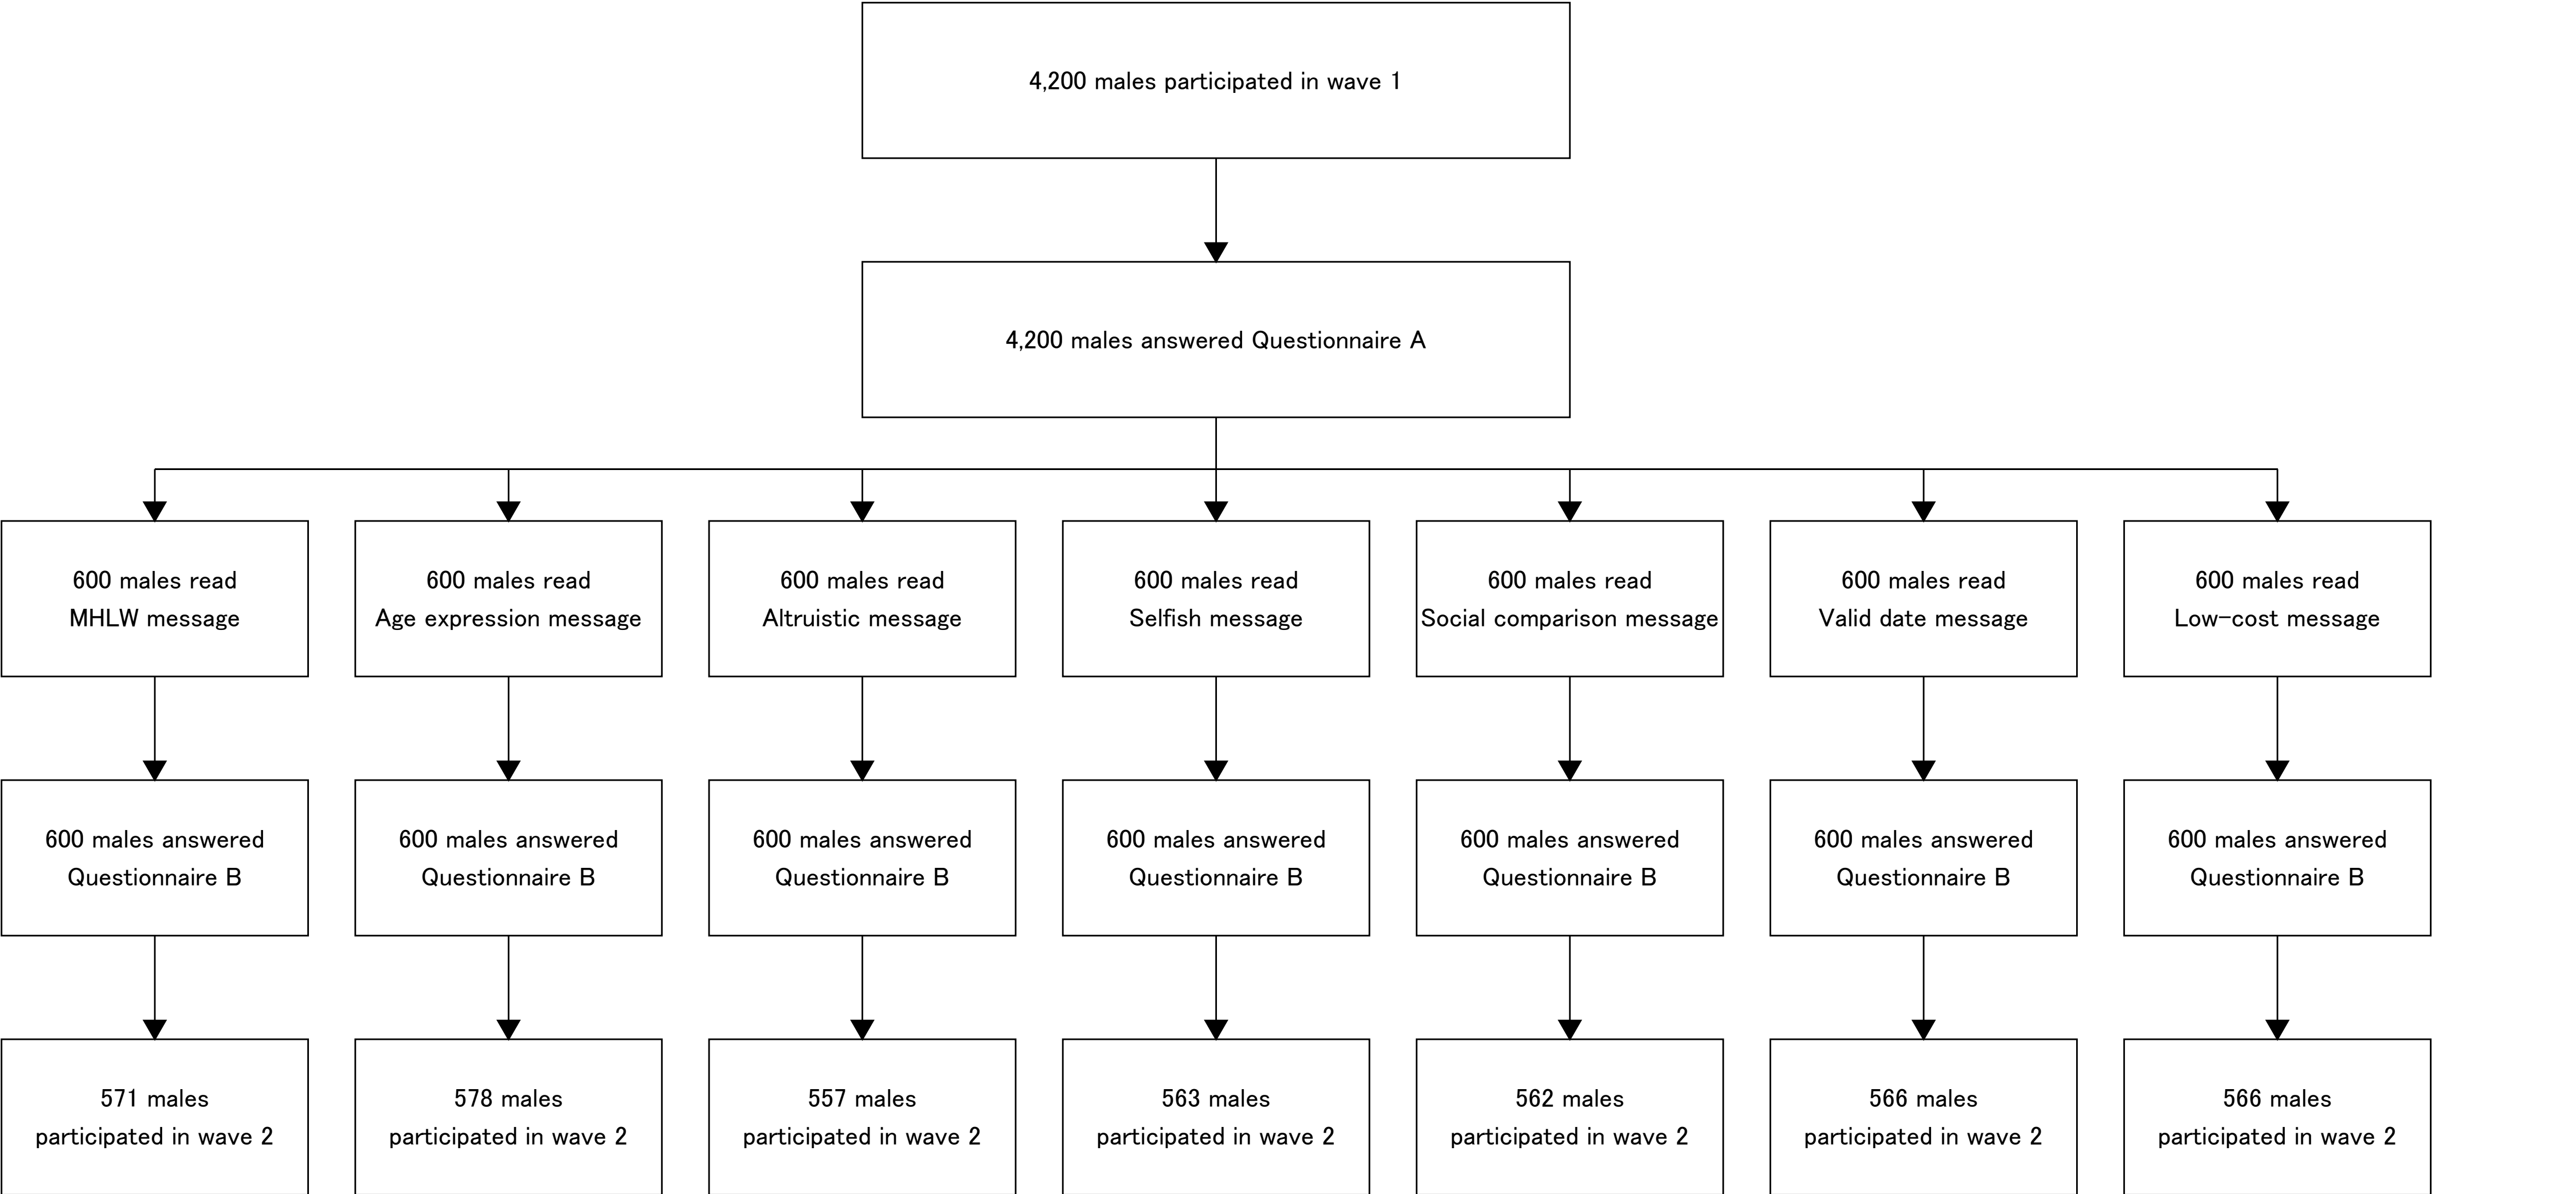 4,200 males participated in wave 1
4,200 males answered Questionnaire A
600 males read
MHLW message
600 males read
Age expression message
600 males read
Altruistic message
600 males read
Selfish message
600 males read
Social comparison message
600 males read
Valid date message
600 males read
Low-cost message
600 males answered
Questionnaire B
600 males answered
Questionnaire B
600 males answered
Questionnaire B
600 males answered
Questionnaire B
600 males answered
Questionnaire B
600 males answered
Questionnaire B
600 males answered
Questionnaire B
571 males
participated in wave 2
578 males
participated in wave 2
557 males
participated in wave 2
563 males
participated in wave 2
562 males
participated in wave 2
566 males
participated in wave 2
566 males
participated in wave 2